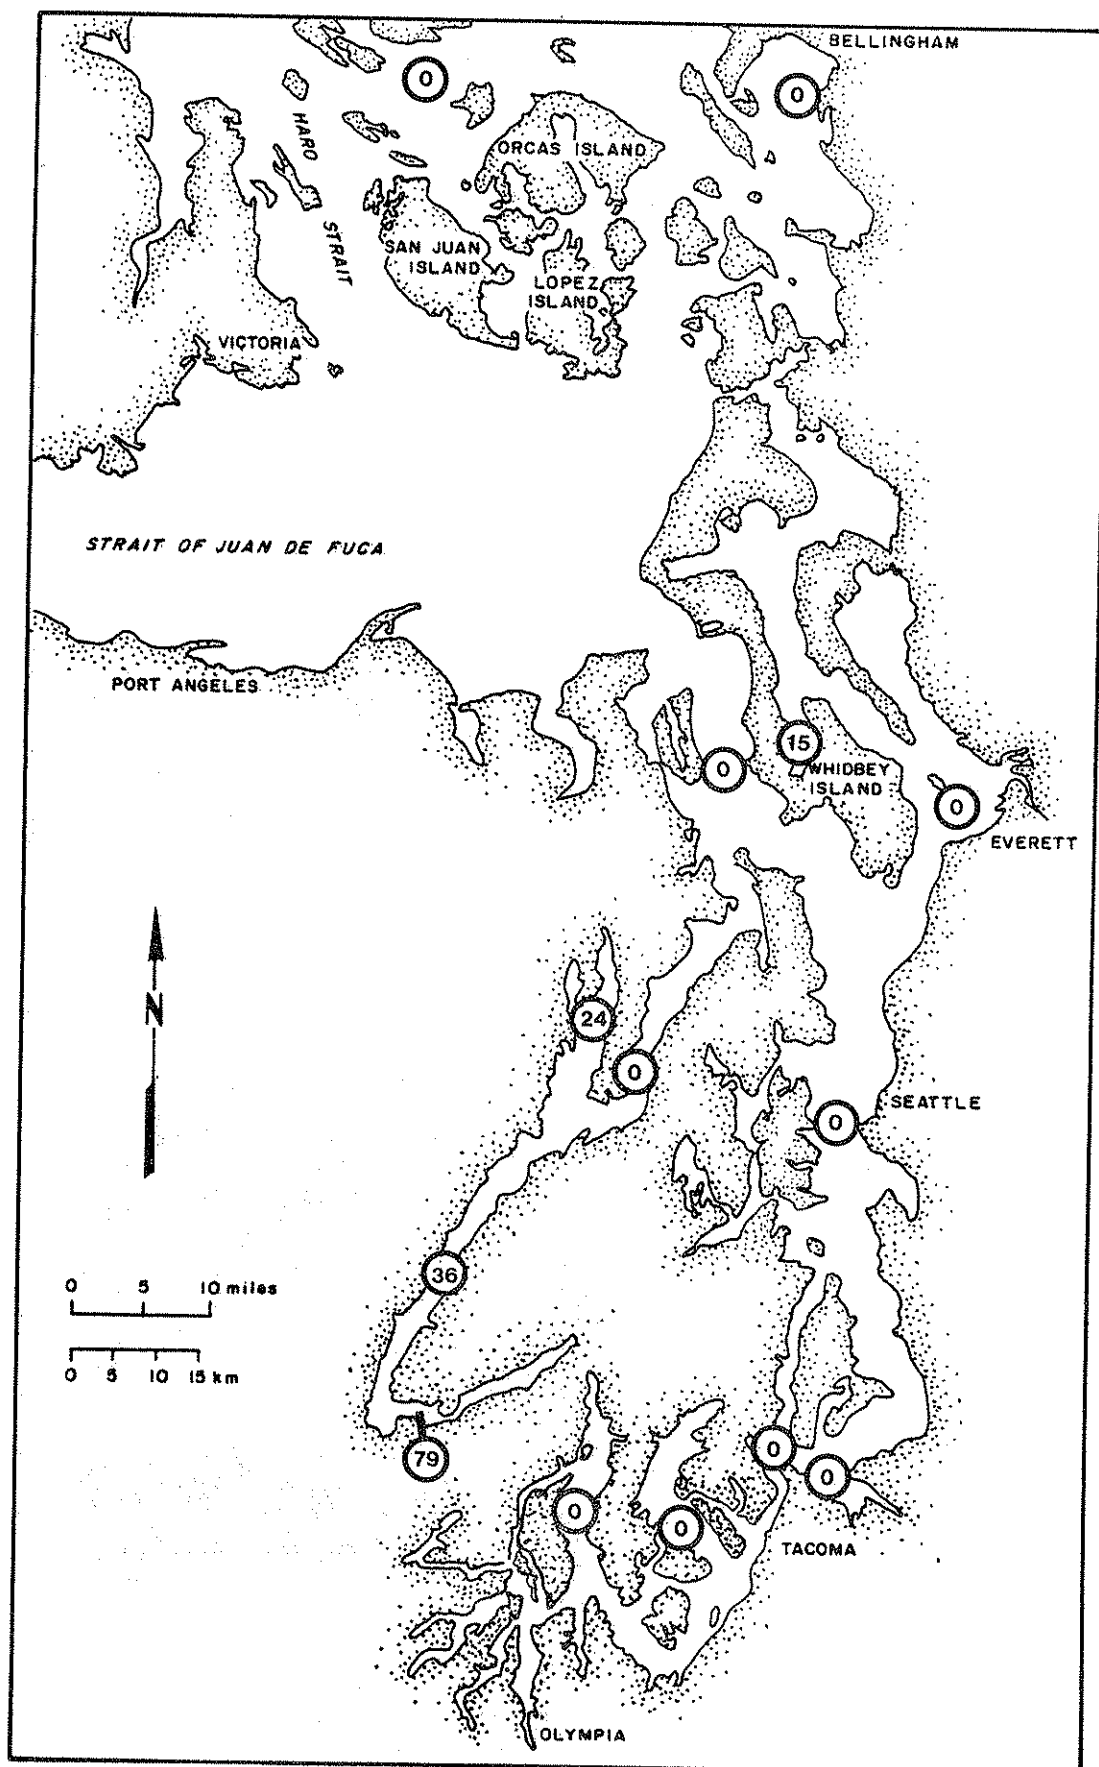 BELLINGHAM
0
0
HARO
STRAIT
ORCAS ISLAND
SAN JUAN
ISLAND
LOPEZ
ISLAND
VICTORIA
STRAIT OF JUAN DE FUCA
PORT ANGELES
15
0
WHIDBEY
ISLAND
0
EVERETT
N
24
0
SEATTLE
0
36
0 5 10 miles
0 5 10 15 km
79
0
0
0
0
TACOMA
OLYMPIA